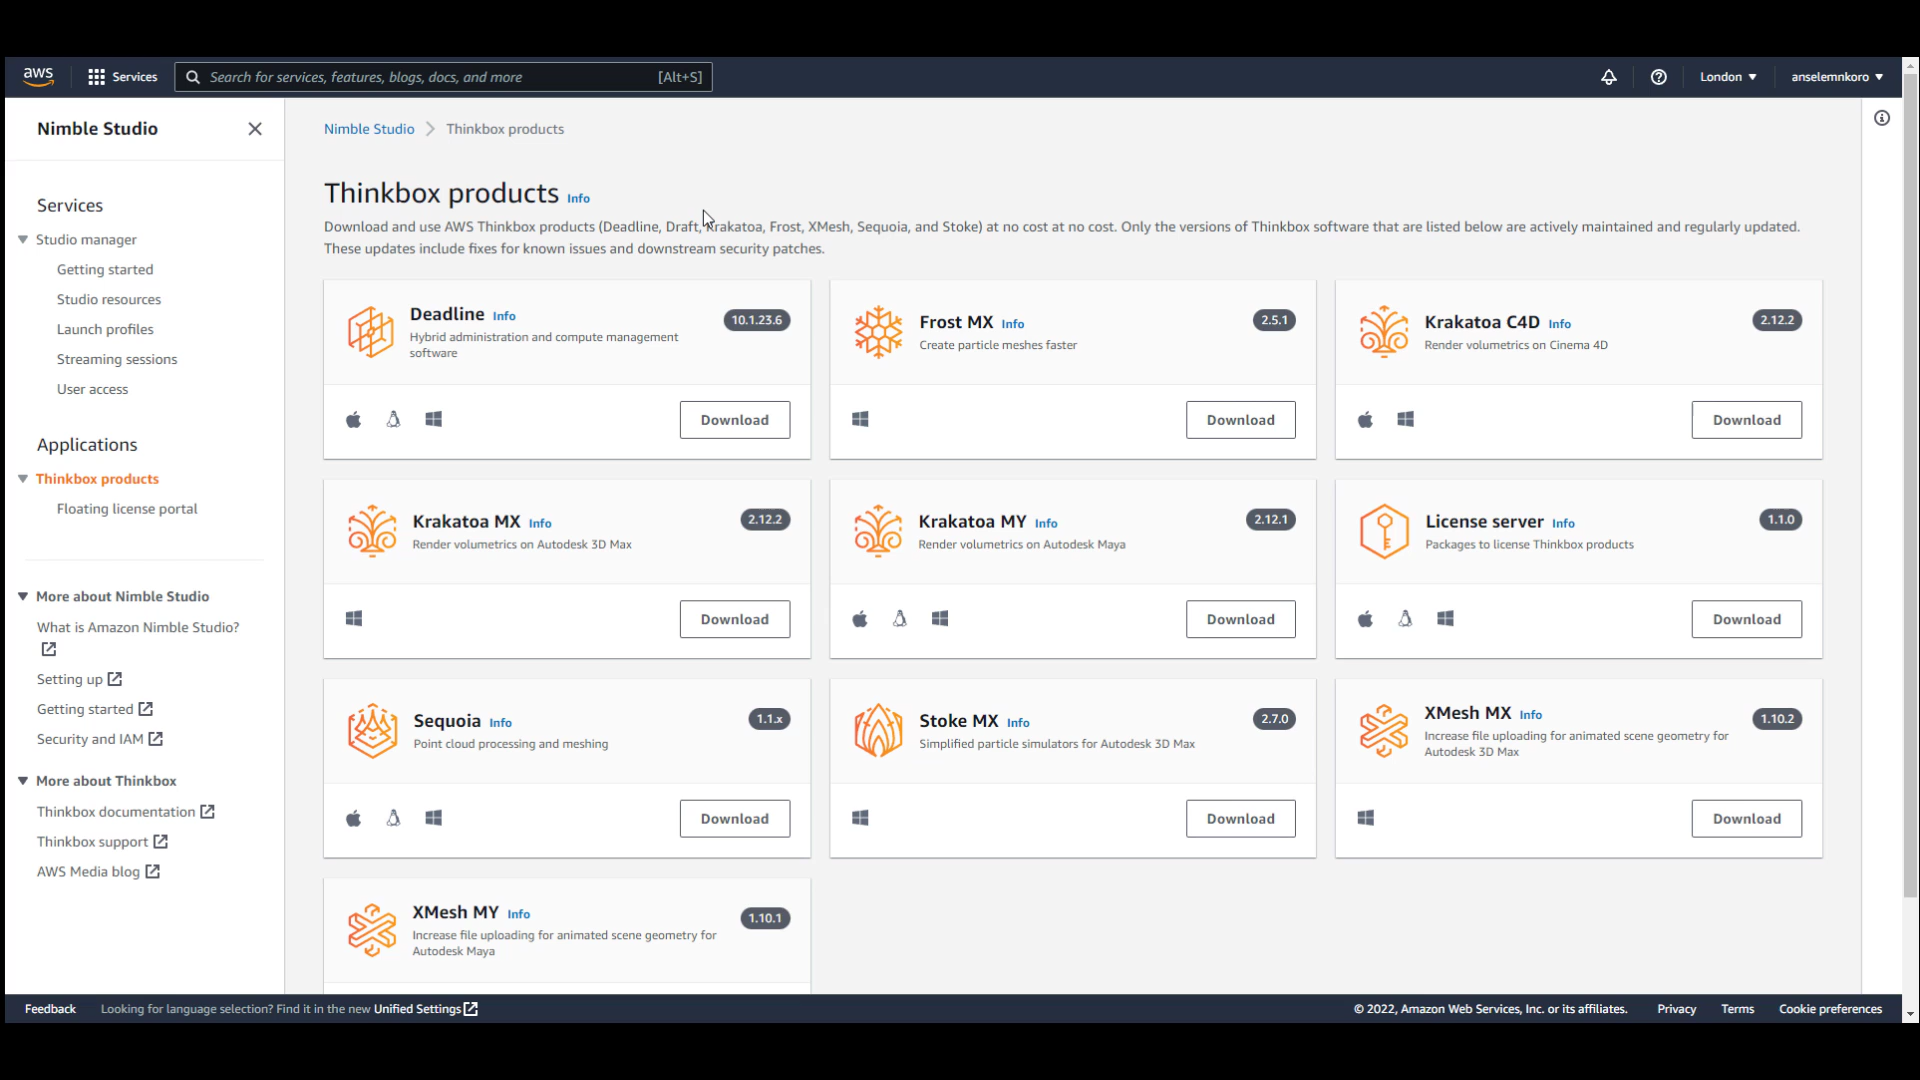 aws
Services
Search for services, features, blogs, docs, and more
[Alt+S]
London
anselemnkoro
Nimble Studio
Services
Studio manager
Getting started
Studio resources
Launch profiles
Streaming sessions
User access
Applications
Thinkbox products
Floating license portal
More about Nimble Studio
What is Amazon Nimble Studio?
Setting up
Getting started
Security and IAM
More about Thinkbox
Thinkbox documentation
Thinkbox support
AWS Media blog
Nimble Studio
Thinkbox products
Thinkbox products Info
Download and use AWS Thinkbox products (Deadline, Draft, Krakatoa, Frost, XMesh, Sequoia, and Stoke) at no cost at no cost. Only the versions of Thinkbox software that are listed below are actively maintained and regularly updated.
These updates include fixes for known issues and downstream security patches.
Deadline Info
10.1.23.6
Hybrid administration and compute management
software
Download
Frost MX Info
2.5.1
Create particle meshes faster
Download
Krakatoa C4D Info
2.12.2
Render volumetrics on Cinema 4D
Download
Krakatoa MX Info
2.12.2
Render volumetrics on Autodesk 3D Max
Download
Krakatoa MY Info
2.12.1
Render volumetrics on Autodesk Maya
Download
License server Info
1.1.0
Packages to license Thinkbox products
Download
Sequoia Info
1.1.x
Point cloud processing and meshing
Download
Stoke MX Info
2.7.0
Simplified particle simulators for Autodesk 3D Max
Download
XMesh MX Info
1.10.2
Increase file uploading for animated scene geometry for
Autodesk 3D Max
Download
XMesh MY Info
1.10.1
Increase file uploading for animated scene geometry for
Autodesk Maya
Feedback
Looking for language selection? Find it in the new Unified Settings
© 2022, Amazon Web Services, Inc. or its affiliates.
Privacy
Terms
Cookie preferences